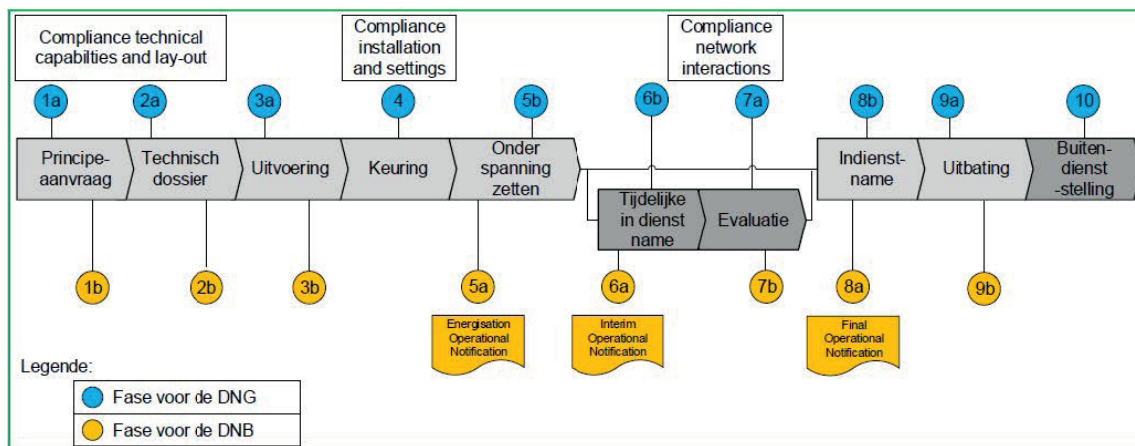 Compliance technical
capabilties and lay-out
Compliance
installation
and settings
Compliance
network
interactions
1a
2a
3a
4
5b
6b
7a
8b
9a
10
Principe-
aanvraag
Technisch
dossier
Uitvoering
Keuring
Onder
spanning
zetten
Tijdelijke
in dienst
name
Evaluatie
Indienst-
name
Uitbating
Buiten-
dienst
-stelling
1b
2b
3b
5a
6a
7b
8a
9b
Energisation
Operational
Notification
Interim
Operational
Notification
Final
Operational
Notification
Legende:
Fase voor de DNG
Fase voor de DNB